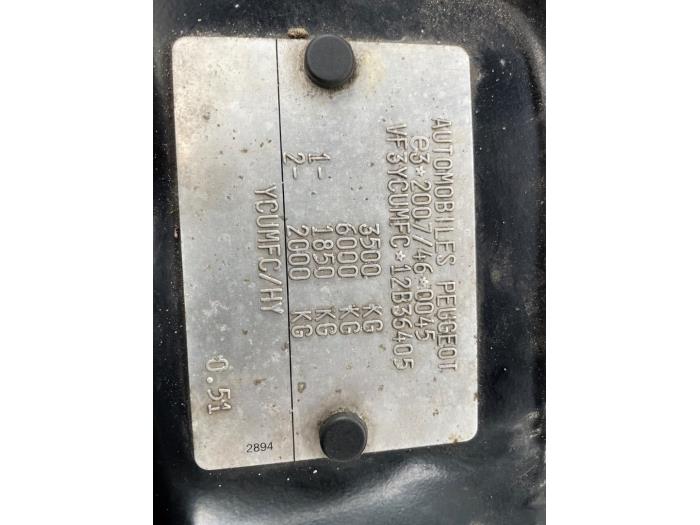 AUTOMOBILES PEUGEOT
e3*2007/46*0045
VF3YCUMFC*12B36405
3500 KG
6000 KG
1- 1850 KG
2- 2000 KG
YCUMFC/HY
0.51
2894